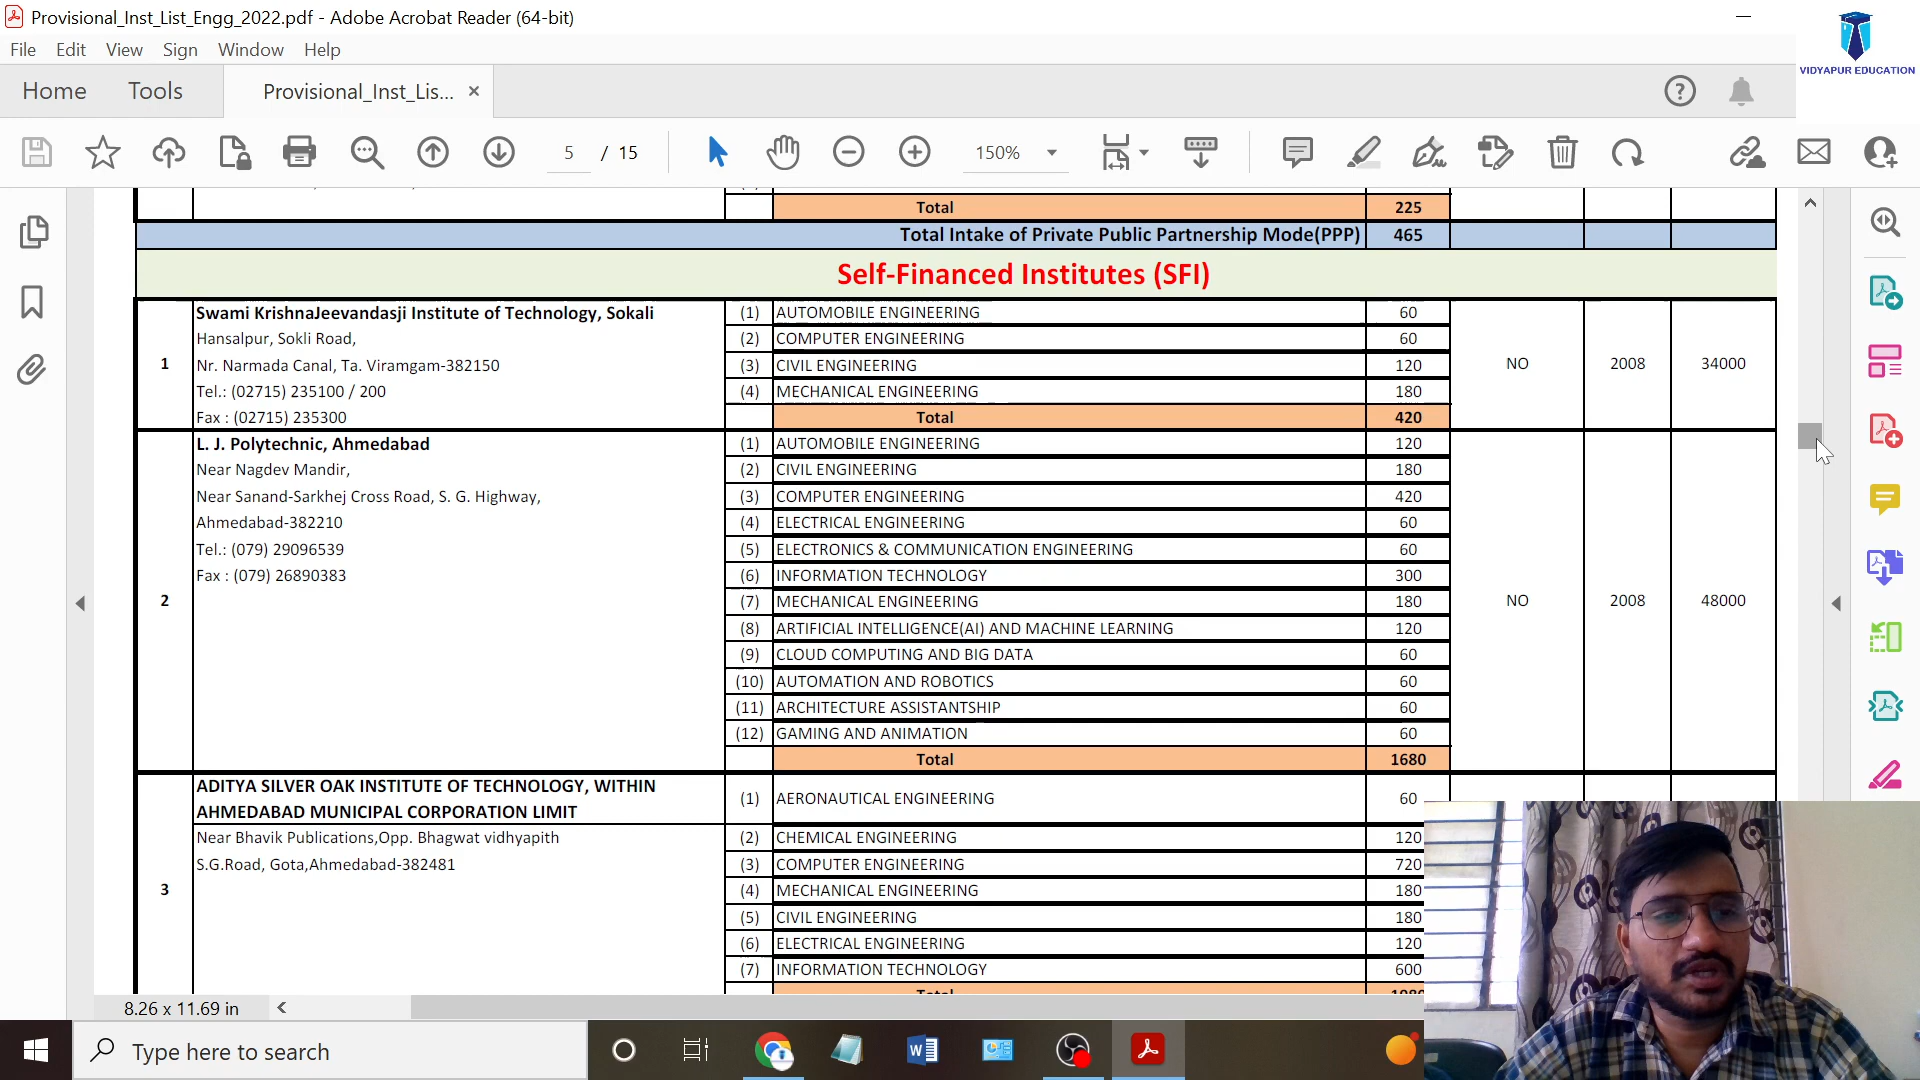 Provisional_Inst_List_Engg_2022.pdf - Adobe Acrobat Reader (64-bit)
File Edit View Sign Window Help
VIDYAPUR EDUCATION
Home Tools Provisional_Inst_Lis... ×
5 / 15 150%
Total 225
Total Intake of Private Public Partnership Mode(PPP) 465
Self-Financed Institutes (SFI)
1
Swami KrishnaJeevandasji Institute of Technology, Sokali
Hansalpur, Sokli Road,
Nr. Narmada Canal, Ta. Viramgam-382150
Tel.: (02715) 235100 / 200
Fax : (02715) 235300
(1) AUTOMOBILE ENGINEERING 60
(2) COMPUTER ENGINEERING 60
(3) CIVIL ENGINEERING 120
(4) MECHANICAL ENGINEERING 180
Total 420
NO 2008 34000
2
L. J. Polytechnic, Ahmedabad
Near Nagdev Mandir,
Near Sanand-Sarkhej Cross Road, S. G. Highway,
Ahmedabad-382210
Tel.: (079) 29096539
Fax : (079) 26890383
(1) AUTOMOBILE ENGINEERING 120
(2) CIVIL ENGINEERING 180
(3) COMPUTER ENGINEERING 420
(4) ELECTRICAL ENGINEERING 60
(5) ELECTRONICS & COMMUNICATION ENGINEERING 60
(6) INFORMATION TECHNOLOGY 300
(7) MECHANICAL ENGINEERING 180
(8) ARTIFICIAL INTELLIGENCE(AI) AND MACHINE LEARNING 120
(9) CLOUD COMPUTING AND BIG DATA 60
(10) AUTOMATION AND ROBOTICS 60
(11) ARCHITECTURE ASSISTANTSHIP 60
(12) GAMING AND ANIMATION 60
Total 1680
NO 2008 48000
3
ADITYA SILVER OAK INSTITUTE OF TECHNOLOGY, WITHIN
AHMEDABAD MUNICIPAL CORPORATION LIMIT
Near Bhavik Publications,Opp. Bhagwat vidhyapith
S.G.Road, Gota,Ahmedabad-382481
(1) AERONAUTICAL ENGINEERING 60
(2) CHEMICAL ENGINEERING 120
(3) COMPUTER ENGINEERING 720
(4) MECHANICAL ENGINEERING 180
(5) CIVIL ENGINEERING 180
(6) ELECTRICAL ENGINEERING 120
(7) INFORMATION TECHNOLOGY 600
8.26 x 11.69 in
Type here to search